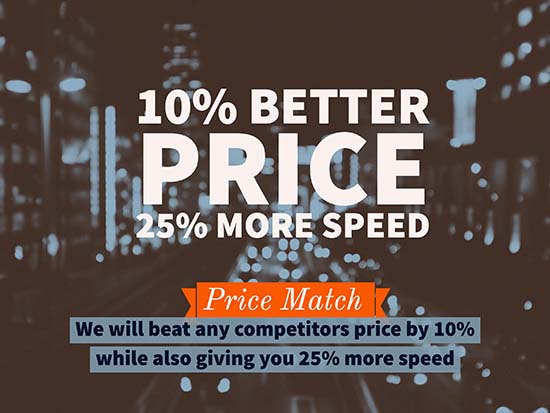 10% BETTER
PRICE
25% MORE SPEED
Price Match
We will beat any competitors price by 10%
while also giving you 25% more speed